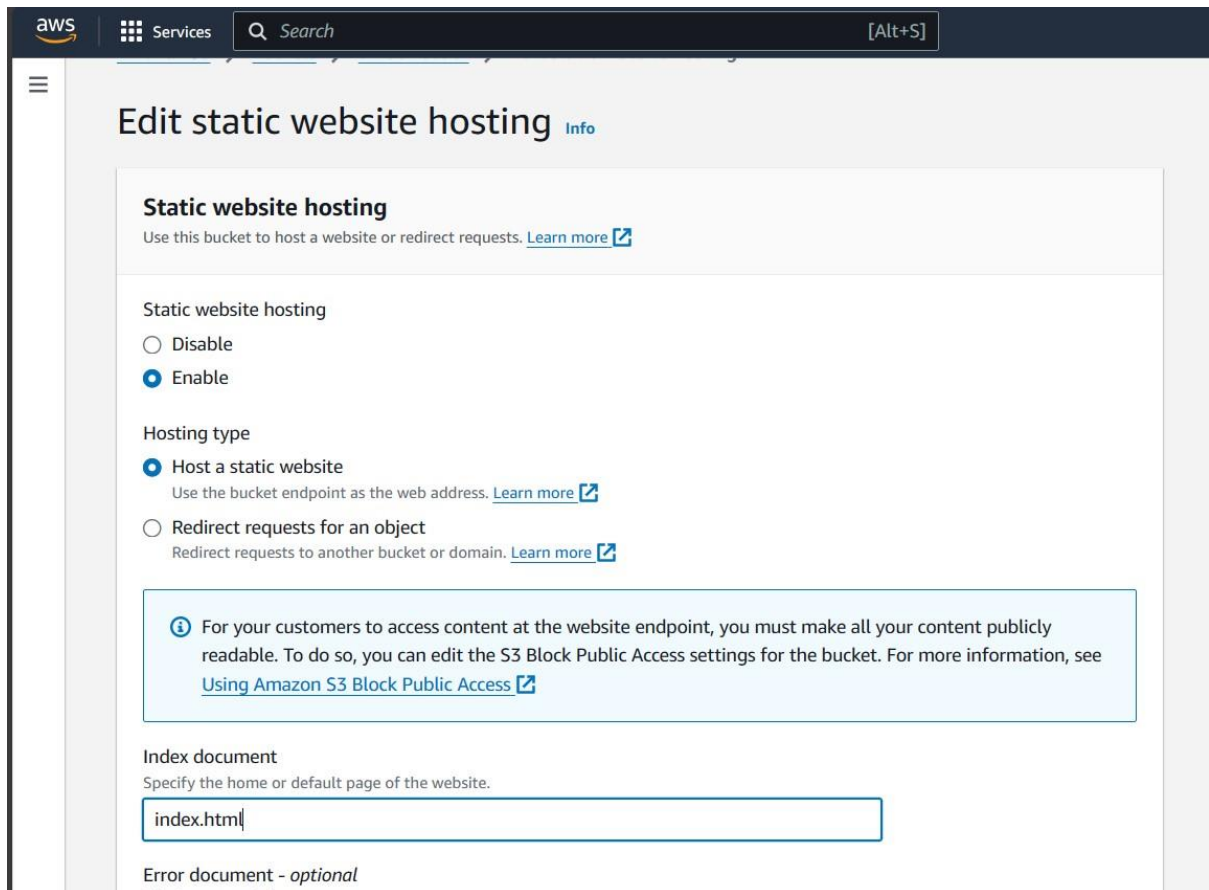 aws
Services
Search
[Alt+S]
Edit static website hosting Info
Static website hosting
Use this bucket to host a website or redirect requests. Learn more
Static website hosting
Disable
Enable
Hosting type
Host a static website
Use the bucket endpoint as the web address. Learn more
Redirect requests for an object
Redirect requests to another bucket or domain. Learn more
For your customers to access content at the website endpoint, you must make all your content publicly
readable. To do so, you can edit the S3 Block Public Access settings for the bucket. For more information, see
Using Amazon S3 Block Public Access
Index document
Specify the home or default page of the website.
index.html
Error document - optional